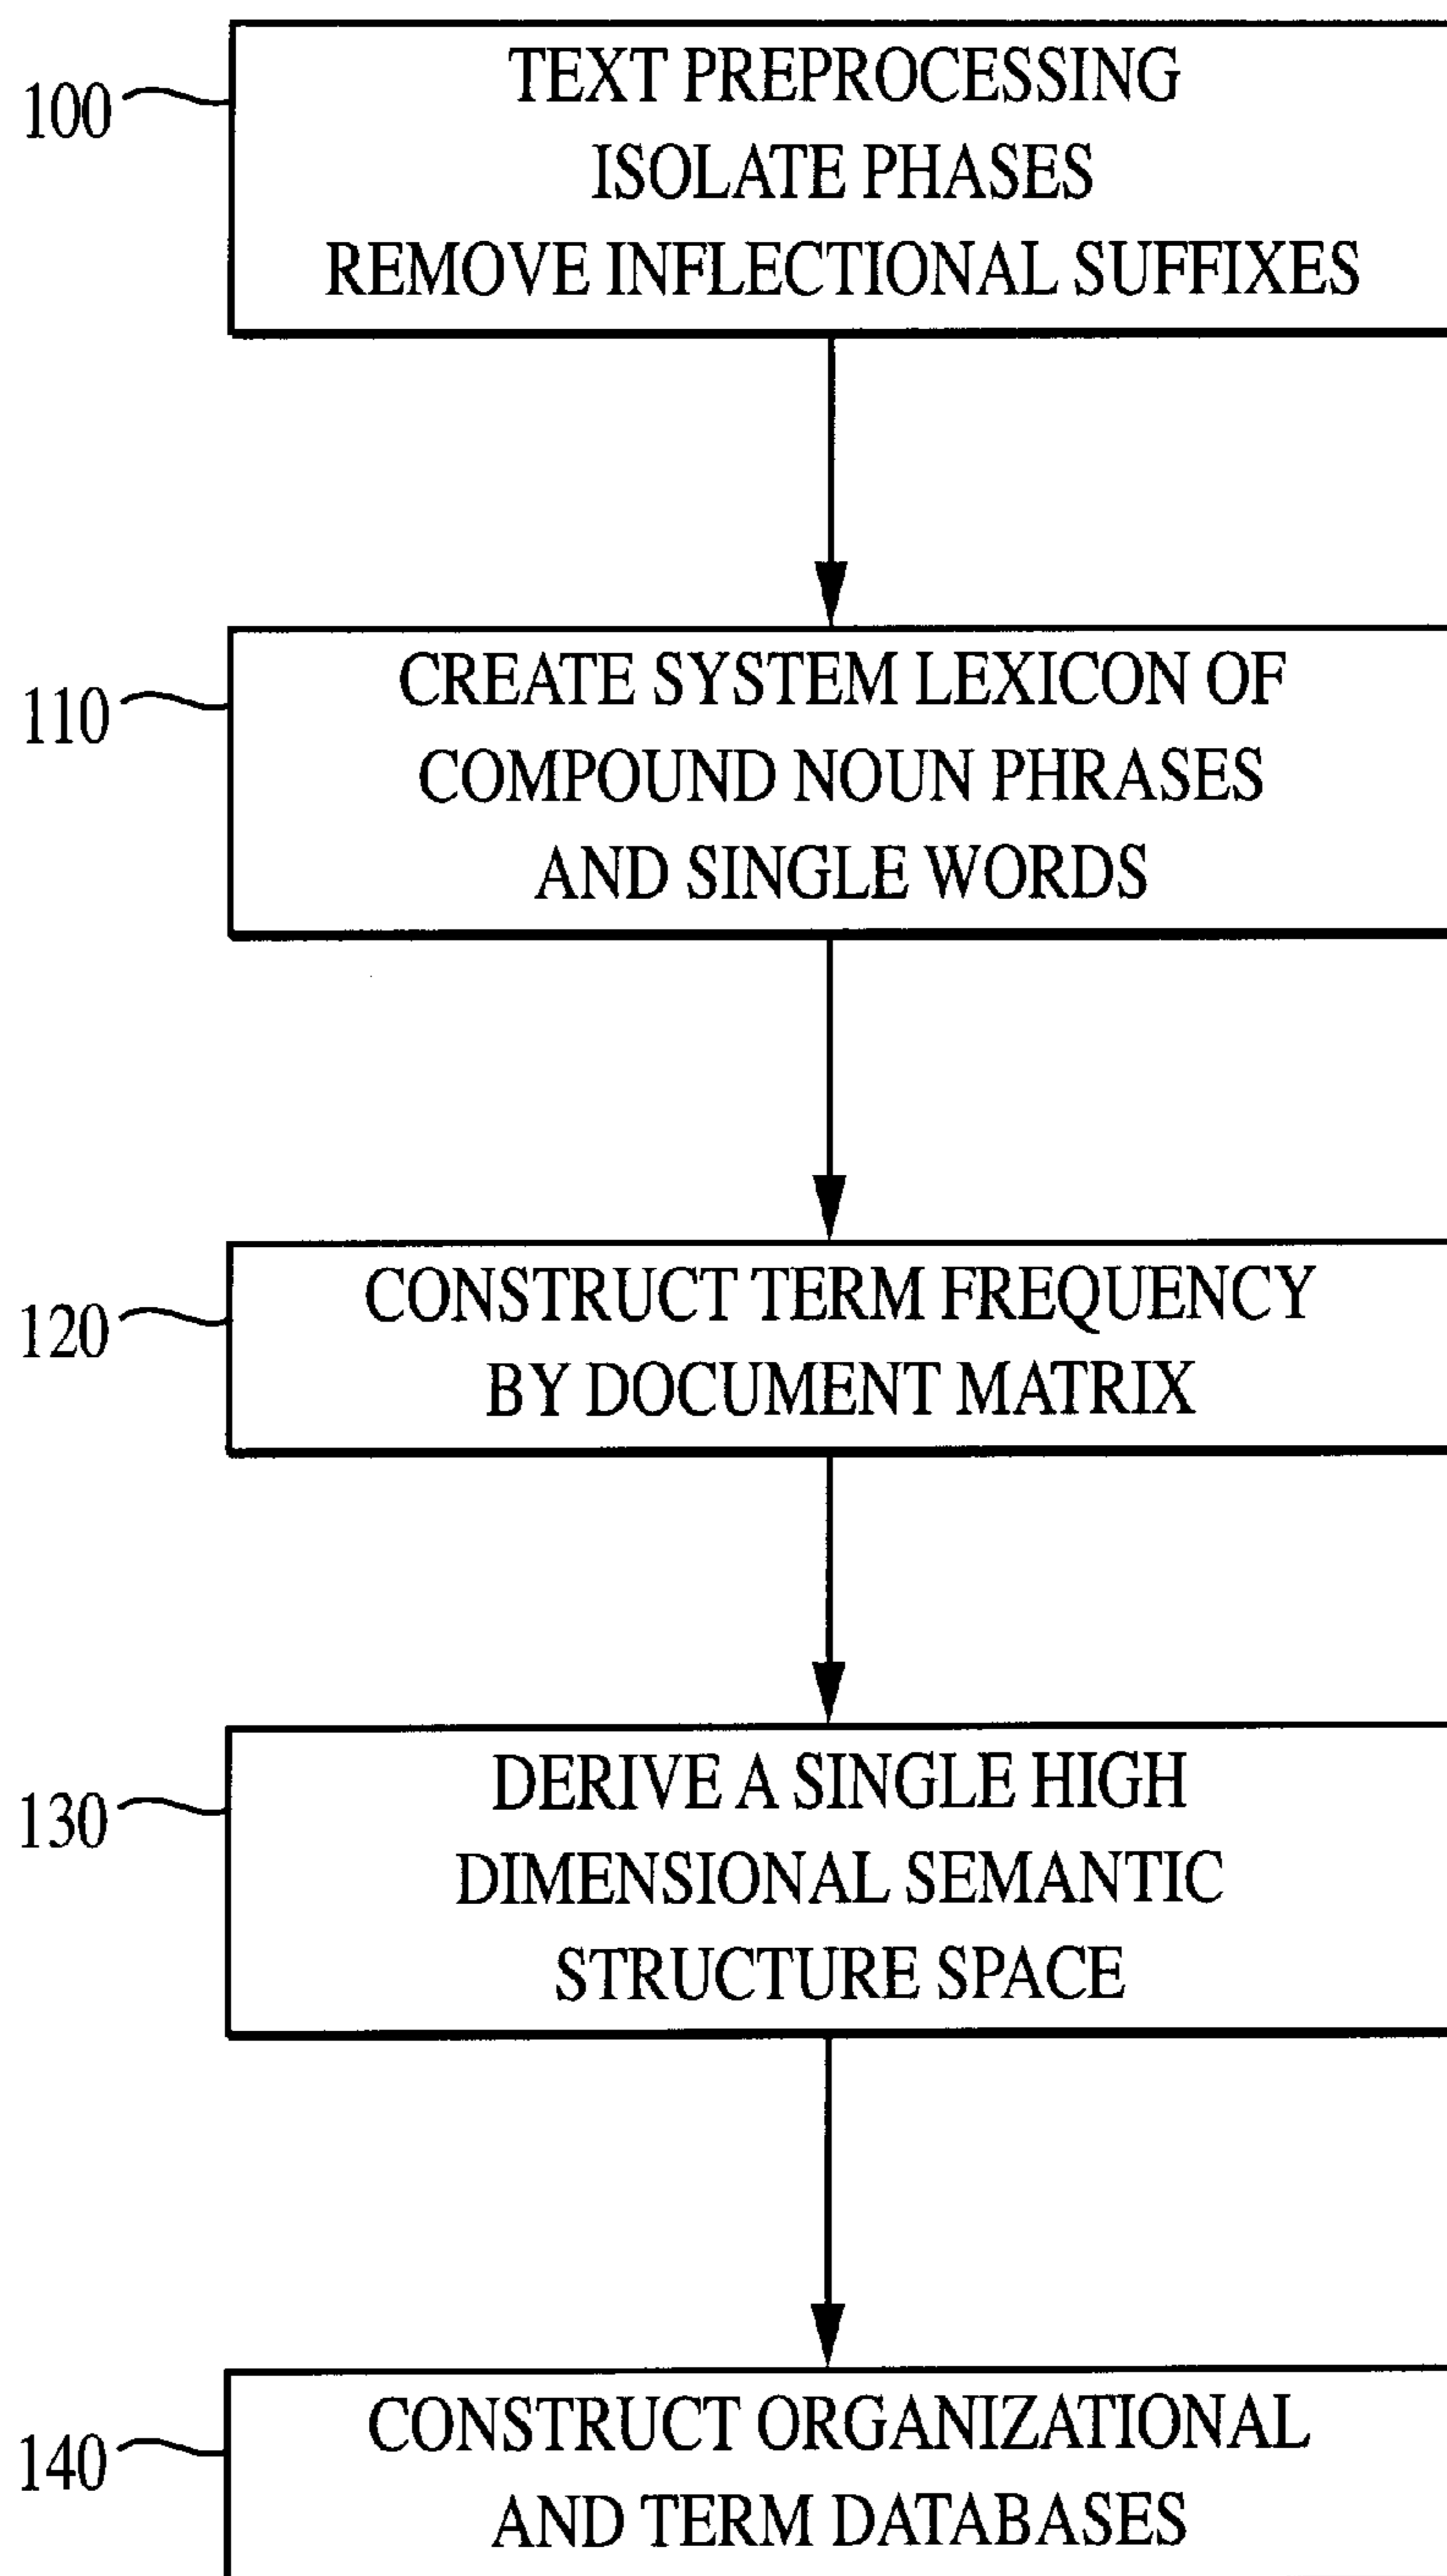 100
TEXT PREPROCESSING
ISOLATE PHASES
REMOVE INFLECTIONAL SUFFIXES
110
CREATE SYSTEM LEXICON OF
COMPOUND NOUN PHRASES
AND SINGLE WORDS
120
CONSTRUCT TERM FREQUENCY
BY DOCUMENT MATRIX
130
DERIVE A SINGLE HIGH
DIMENSIONAL SEMANTIC
STRUCTURE SPACE
140
CONSTRUCT ORGANIZATIONAL
AND TERM DATABASES